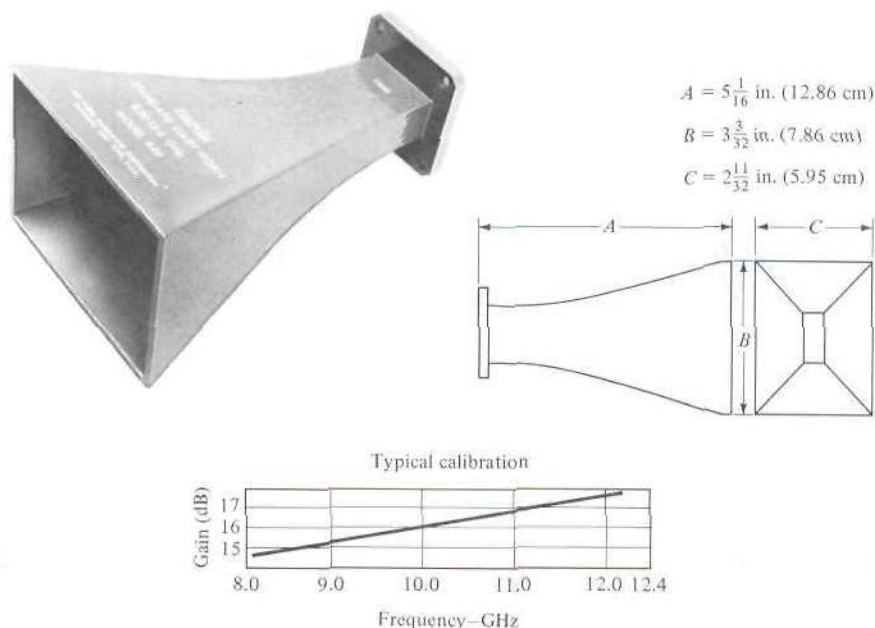 A = 5 1/16 in. (12.86 cm)
B = 3 3/32 in. (7.86 cm)
C = 2 11/32 in. (5.95 cm)
A
C
B
Typical calibration
Gain (dB)
17
16
15
8.0 9.0 10.0 11.0 12.0 12.4
Frequency–GHz